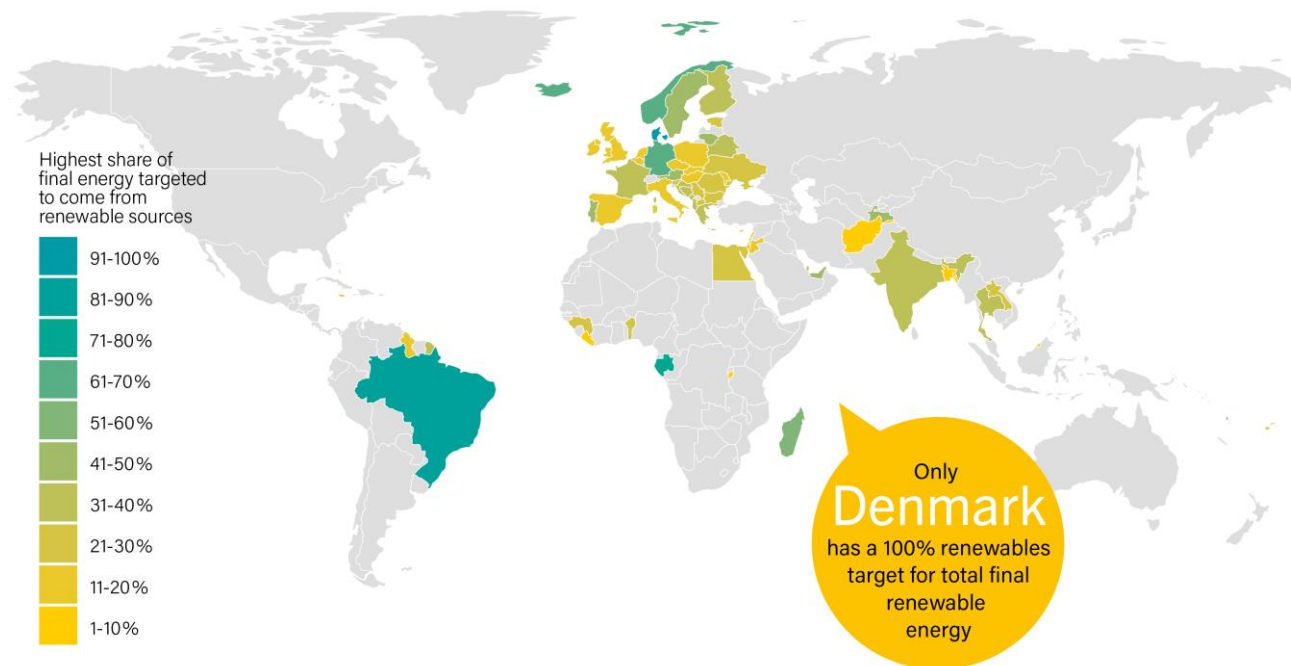 Highest share of
final energy targeted
to come from
renewable sources
91-100%
81-90%
71-80%
61-70%
51-60%
41-50%
31-40%
21-30%
11-20%
1-10%
Only
Denmark
has a 100% renewables
target for total final
renewable
energy